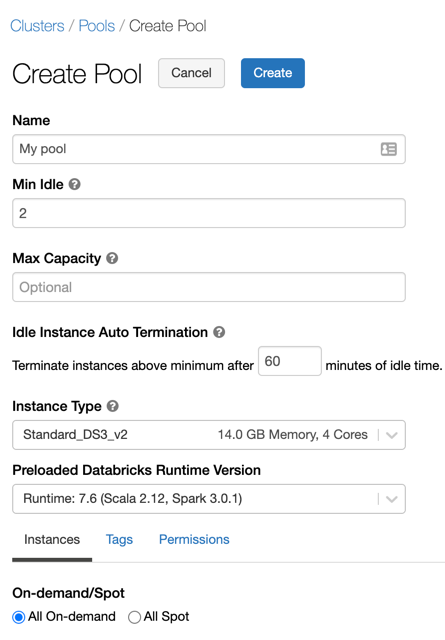 Clusters / Pools / Create Pool
Create Pool Cancel Create
Name
My pool
Min Idle ?
2
Max Capacity ?
Optional
Idle Instance Auto Termination ?
Terminate instances above minimum after 60 minutes of idle time.
Instance Type ?
Standard_DS3_v2 14.0 GB Memory, 4 Cores
Preloaded Databricks Runtime Version
Runtime: 7.6 (Scala 2.12, Spark 3.0.1)
Instances Tags Permissions
On-demand/Spot
All On-demand All Spot